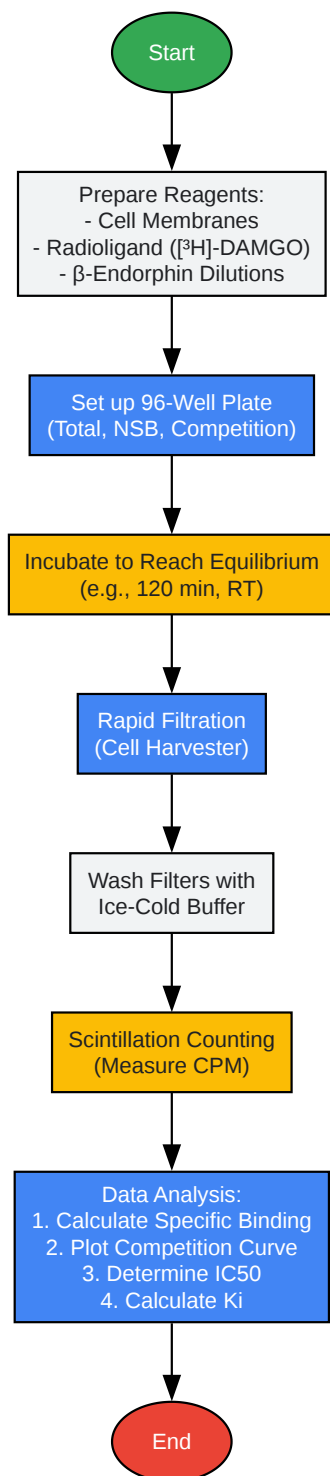 Start
Prepare Reagents:
- Cell Membranes
- Radioligand ([³H]-DAMGO)
- β-Endorphin Dilutions
Set up 96-Well Plate
(Total, NSB, Competition)
Incubate to Reach Equilibrium
(e.g., 120 min, RT)
Rapid Filtration
(Cell Harvester)
Wash Filters with
Ice-Cold Buffer
Scintillation Counting
(Measure CPM)
Data Analysis:
1. Calculate Specific Binding
2. Plot Competition Curve
3. Determine IC50
4. Calculate Ki
End